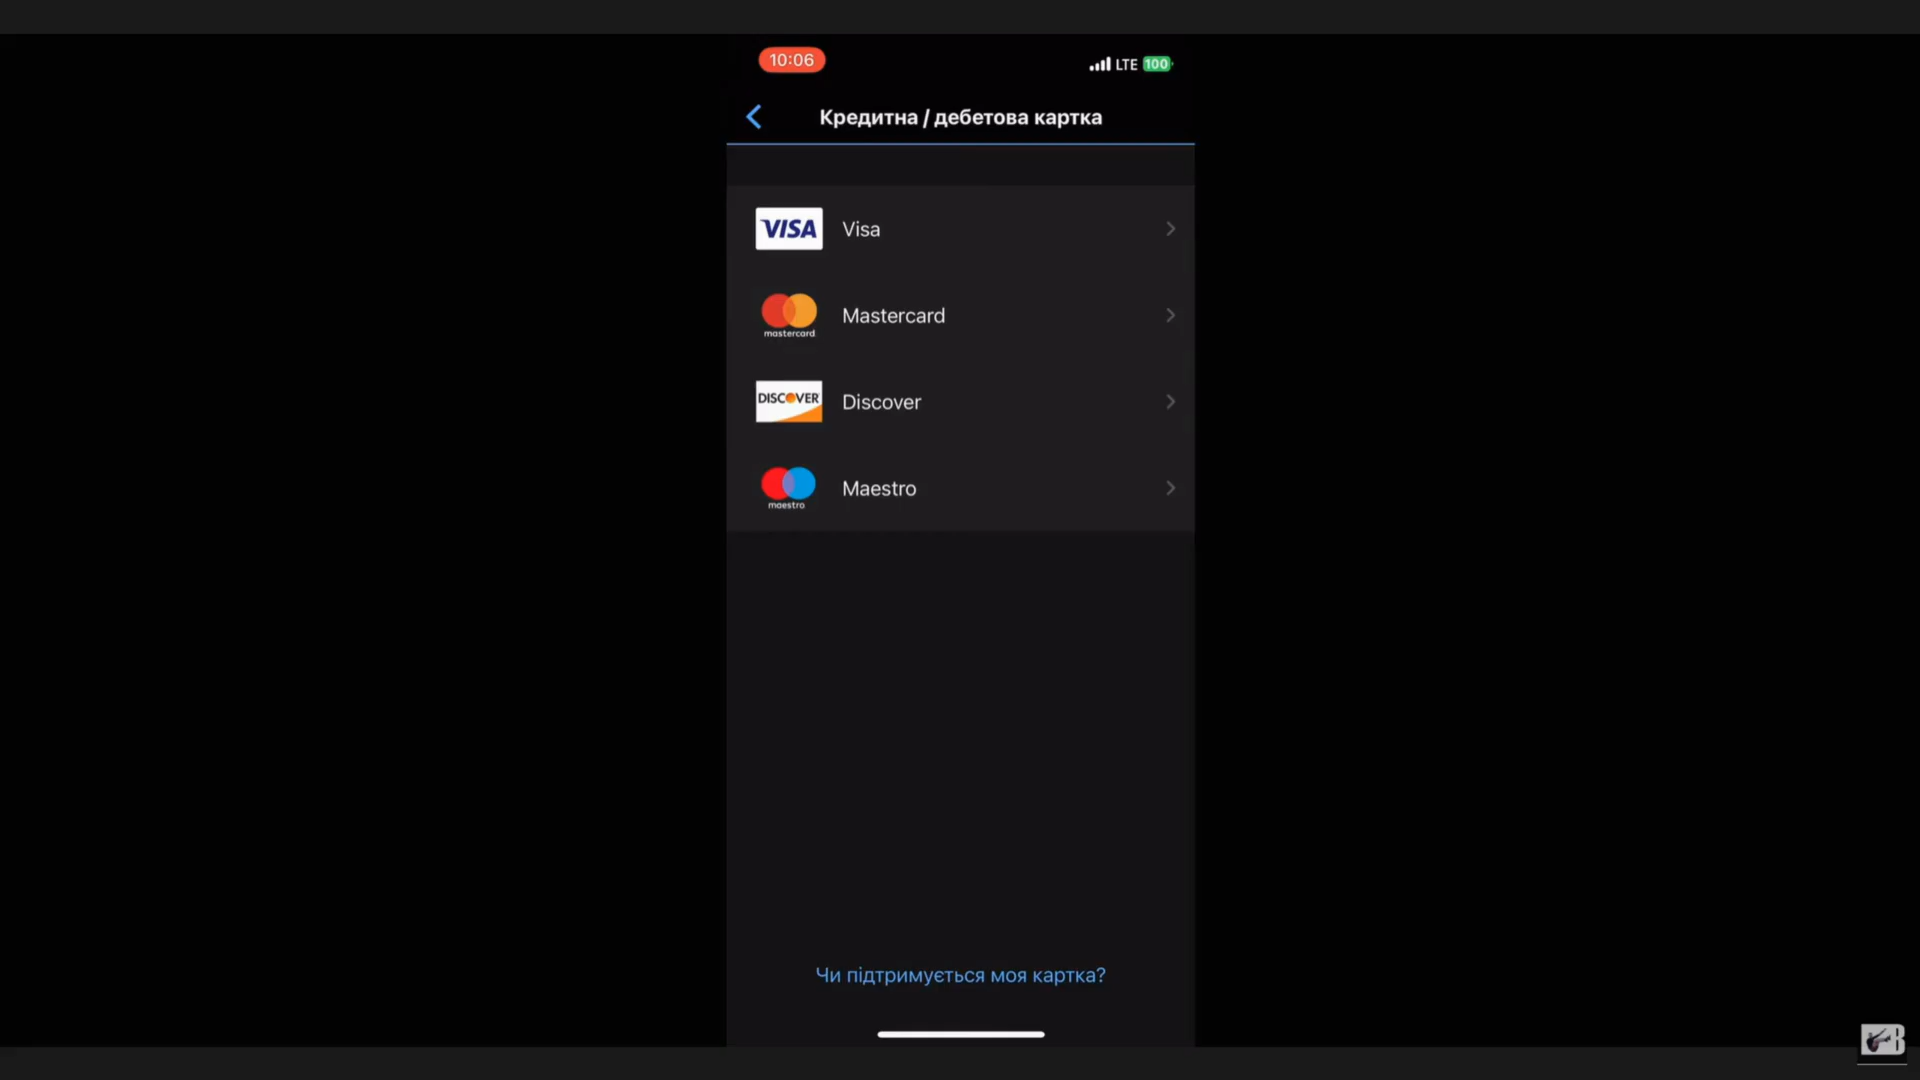 10:06
LTE 100
Кредитна / дебетова картка
VISA Visa
mastercard Mastercard
DISCOVER Discover
maestro Maestro
Чи підтримується моя картка?
B